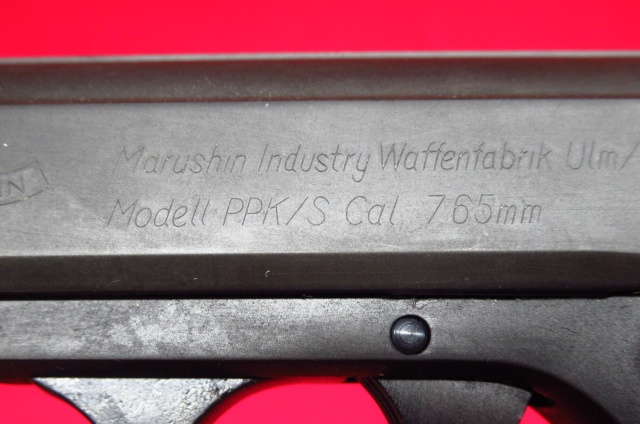 Marushin Industry Waffenfabrik Ulm/
Modell PPK/S Cal. 7.65mm